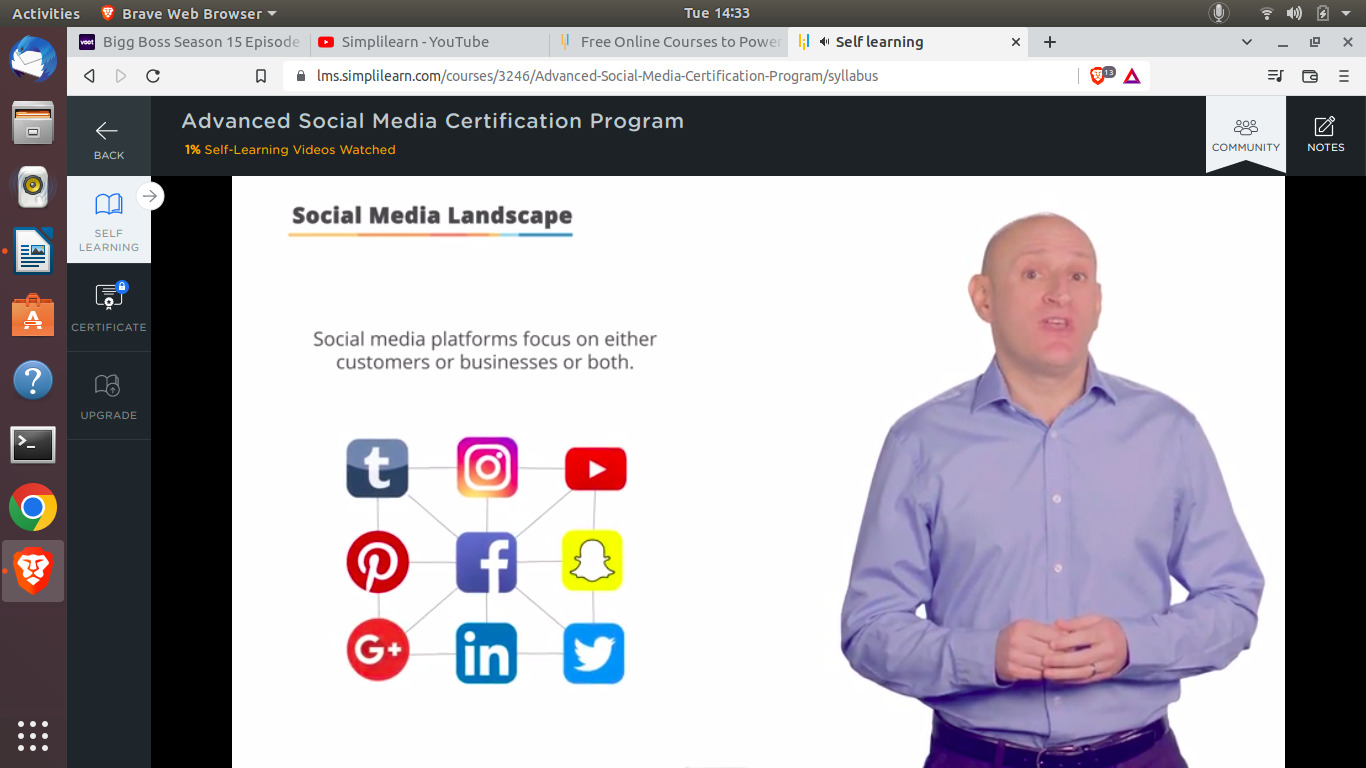 Activities
Brave Web Browser
Tue 14:33
voot
Bigg Boss Season 15 Episode
Simplilearn - YouTube
Free Online Courses to Power
Self learning
lms.simplilearn.com/courses/3246/Advanced-Social-Media-Certification-Program/syllabus
13
BACK
Advanced Social Media Certification Program
1% Self-Learning Videos Watched
COMMUNITY
NOTES
SELF
LEARNING
CERTIFICATE
UPGRADE
Social Media Landscape
Social media platforms focus on either
customers or businesses or both.
t
P
f
G+
in